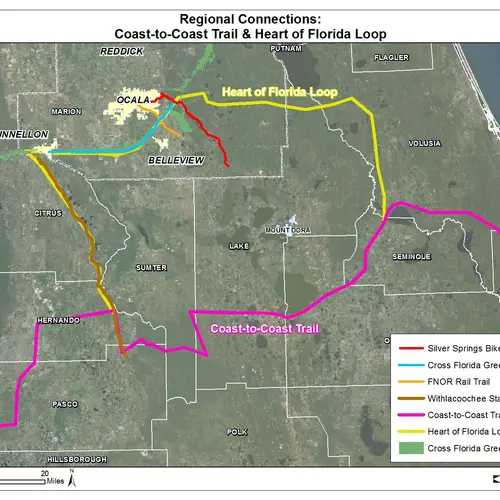 Regional Connections:
Coast-to-Coast Trail & Heart of Florida Loop
REDDICK
PUTNAM
FLAGLER
Heart of Florida Loop
OCALA
MARION
UNNELLON
VOLUSIA
BELLEVIEW
CITRUS
MOUNT DORA
LAKE
SEMINOLE
SUMTER
HERNANDO
Coast-to-Coast Trail
O
Silver Springs Bike
Cross Florida Gree
FNOR Rail Trail
Withlacoochee Sta
Coast-to-Coast Tra
Heart of Florida Lo
Cross Florida Gree
PASCO
POLK
HILLSBOROUGH
20
Miles
N